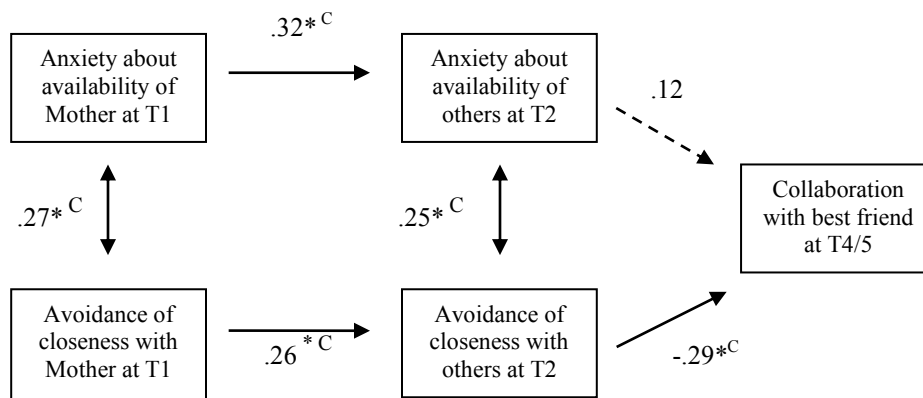 .32* C
Anxiety about
availability of
Mother at T1
Anxiety about
availability of
others at T2
.12
.27* C
.25* C
Collaboration
with best friend
at T4/5
Avoidance of
closeness with
Mother at T1
.26 * C
Avoidance of
closeness with
others at T2
-.29*C